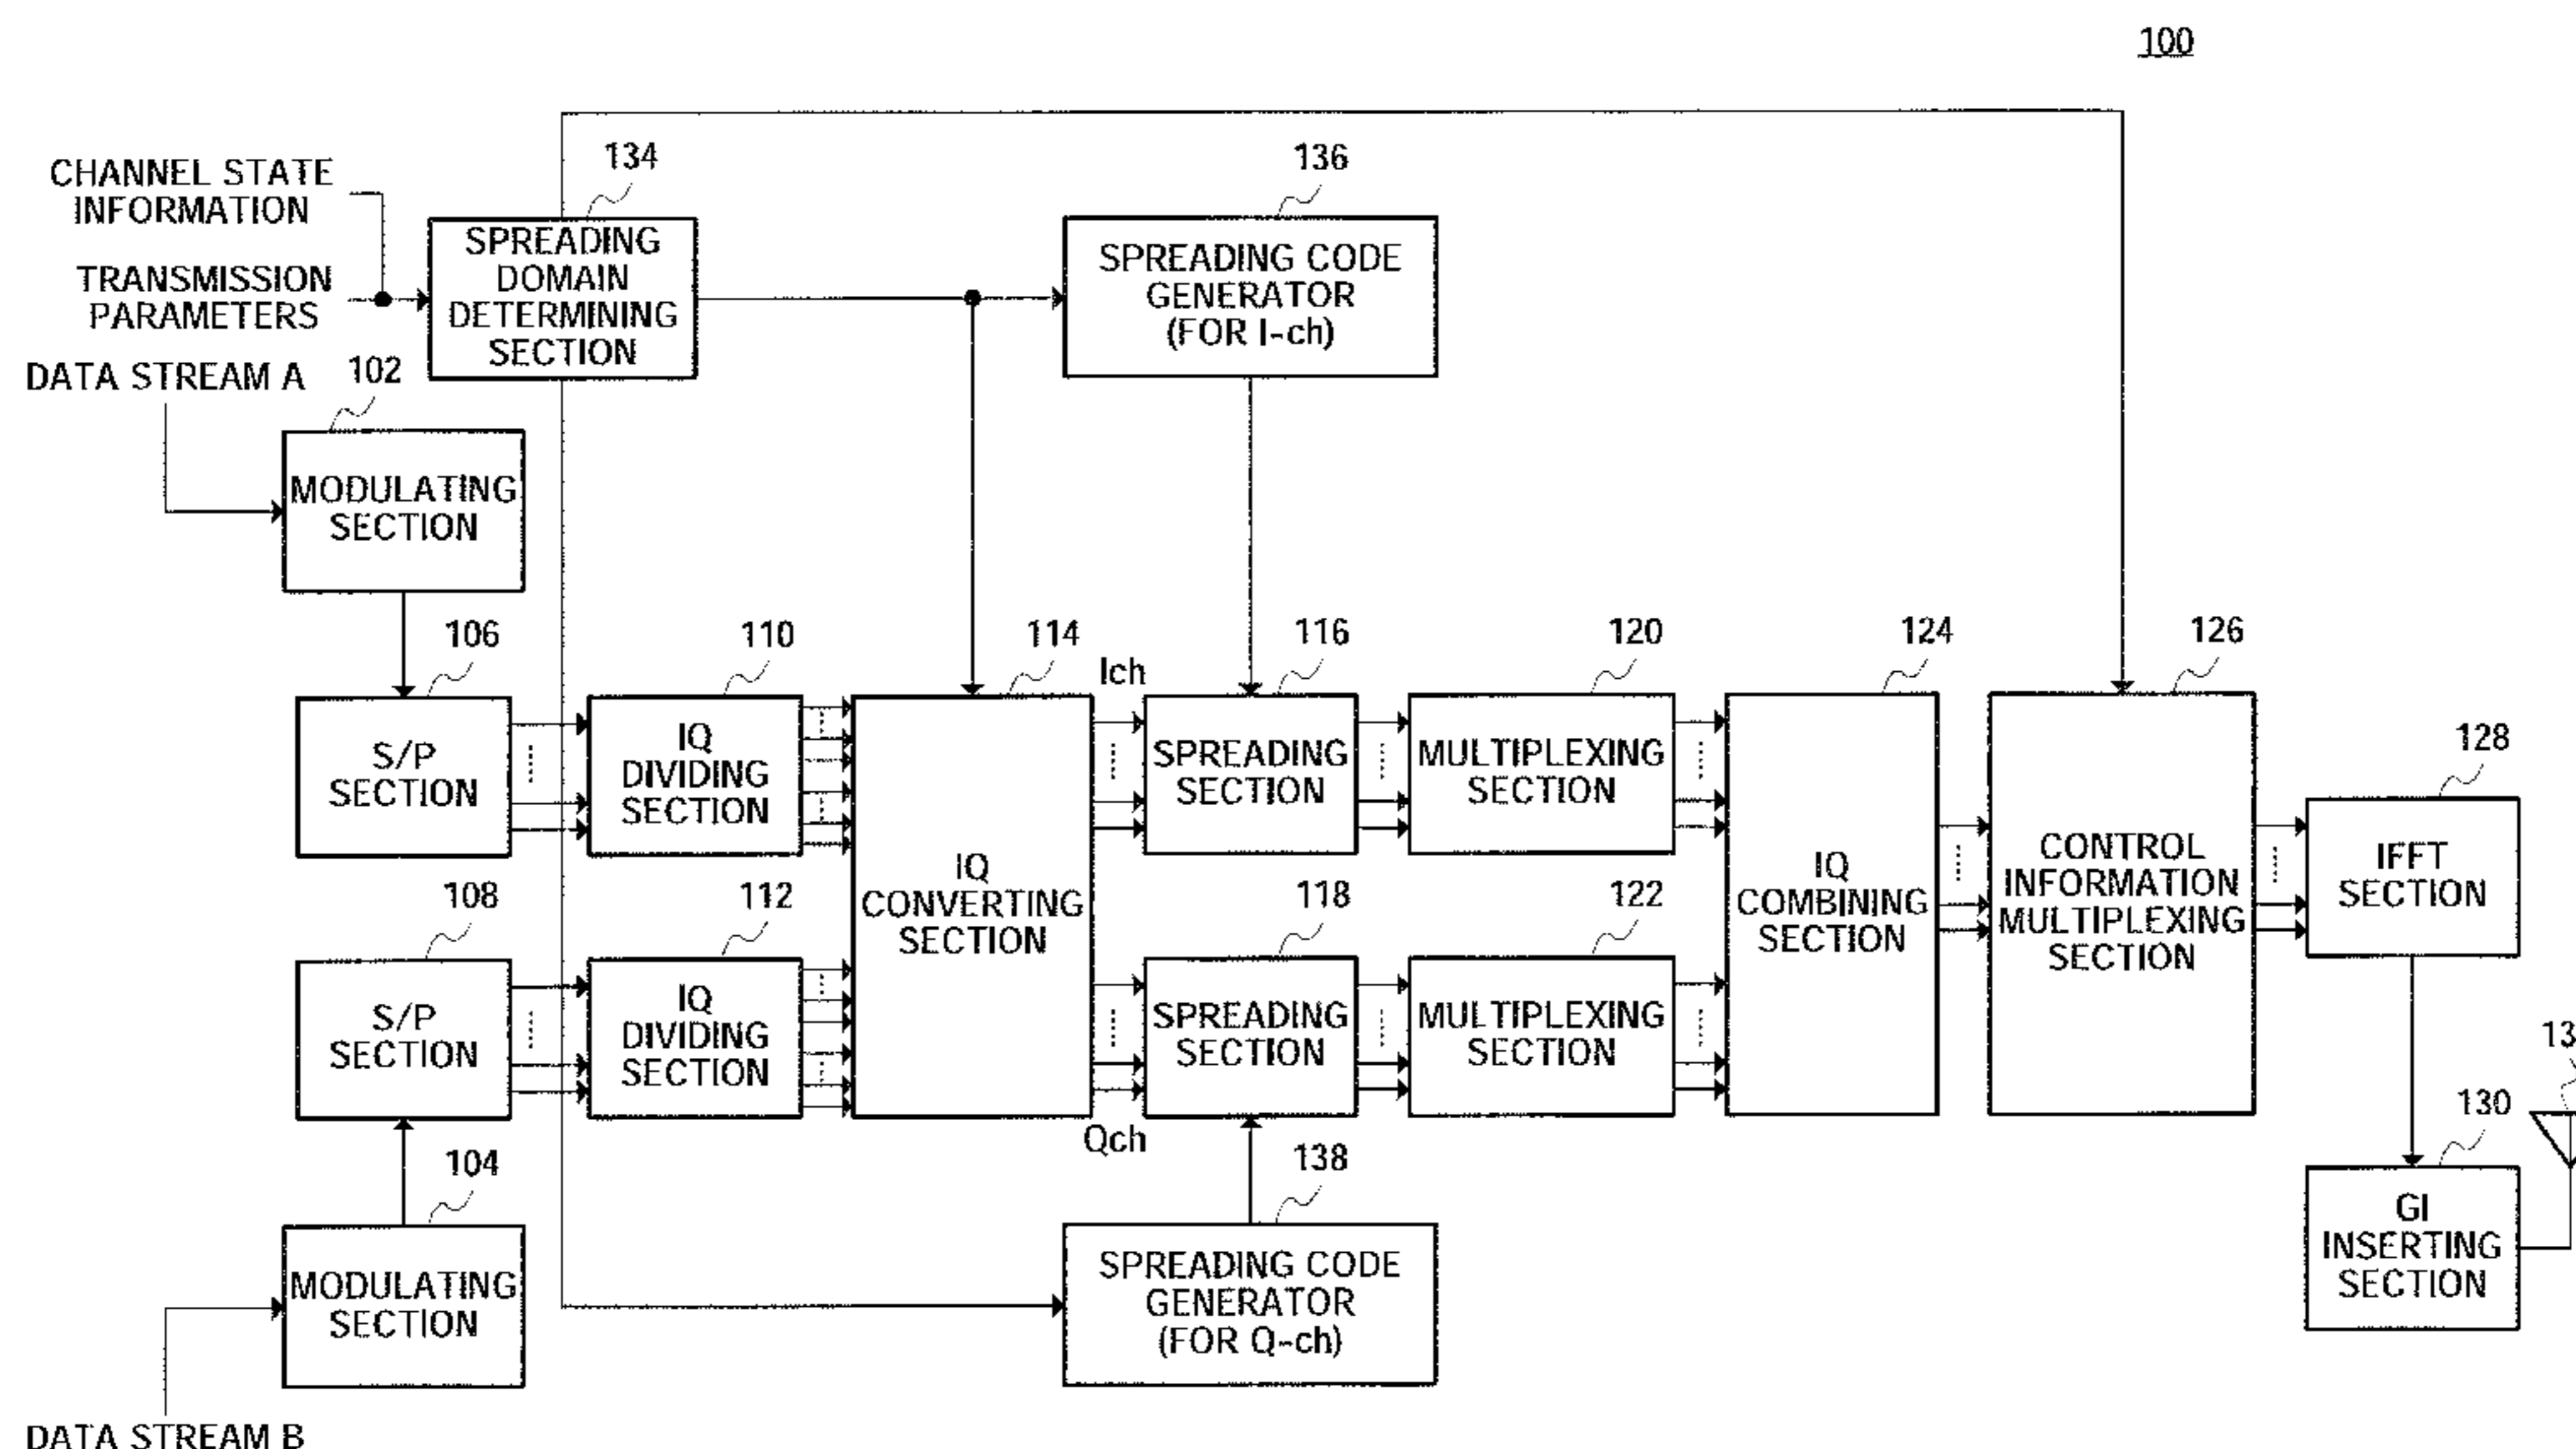 100
CHANNEL STATE
INFORMATION
134
136
SPREADING
DOMAIN
DETERMINING
SECTION
SPREADING CODE
GENERATOR
(FOR I-ch)
TRANSMISSION
PARAMETERS
DATA STREAM A
102
MODULATING
SECTION
106
110
114
Ich
116
120
124
126
S/P
SECTION
IQ
DIVIDING
SECTION
SPREADING
SECTION
MULTIPLEXING
SECTION
128
IQ
CONVERTING
SECTION
IQ
COMBINING
SECTION
CONTROL
INFORMATION
MULTIPLEXING
SECTION
IFFT
SECTION
108
112
118
122
S/P
SECTION
IQ
DIVIDING
SECTION
SPREADING
SECTION
MULTIPLEXING
SECTION
Qch
104
138
130
MODULATING
SECTION
SPREADING CODE
GENERATOR
(FOR Q-ch)
GI
INSERTING
SECTION
DATA STREAM B